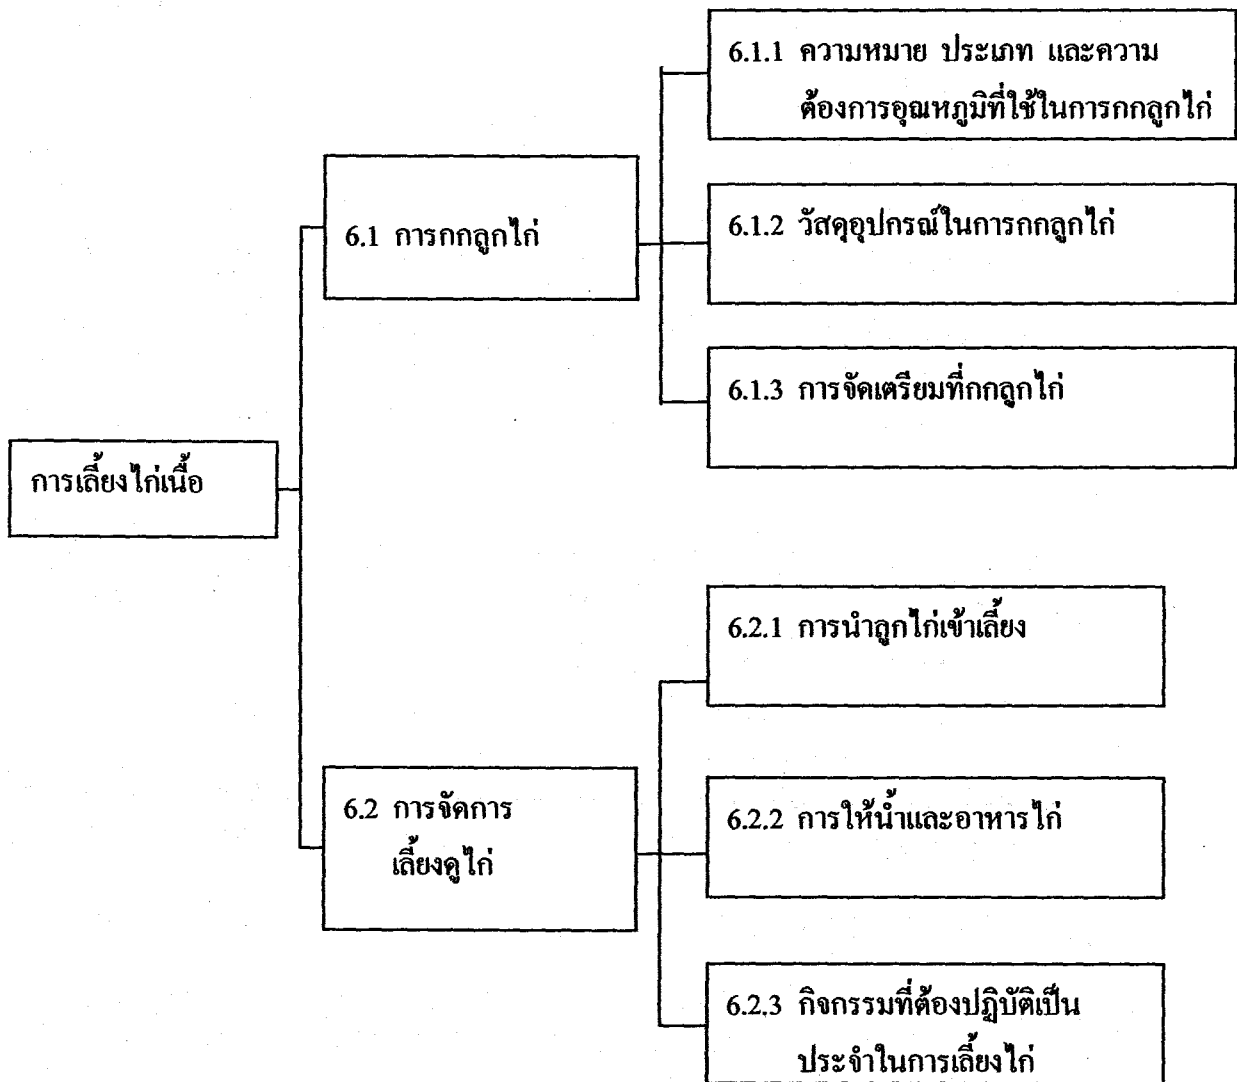 การเลี้ยงไก่เนื้อ
6.1 การกกลูกไก่
6.1.1 ความหมาย ประเภท และความ
ต้องการอุณหภูมิที่ใช้ในการกกลูกไก่
6.1.2 วัสดุอุปกรณ์ในการกกลูกไก่
6.1.3 การจัดเตรียมที่กกลูกไก่
6.2 การจัดการ
เลี้ยงดูไก่
6.2.1 การนำลูกไก่เข้าเลี้ยง
6.2.2 การให้น้ำและอาหารไก่
6.2.3 กิจกรรมที่ต้องปฏิบัติเป็น
ประจำในการเลี้ยงไก่